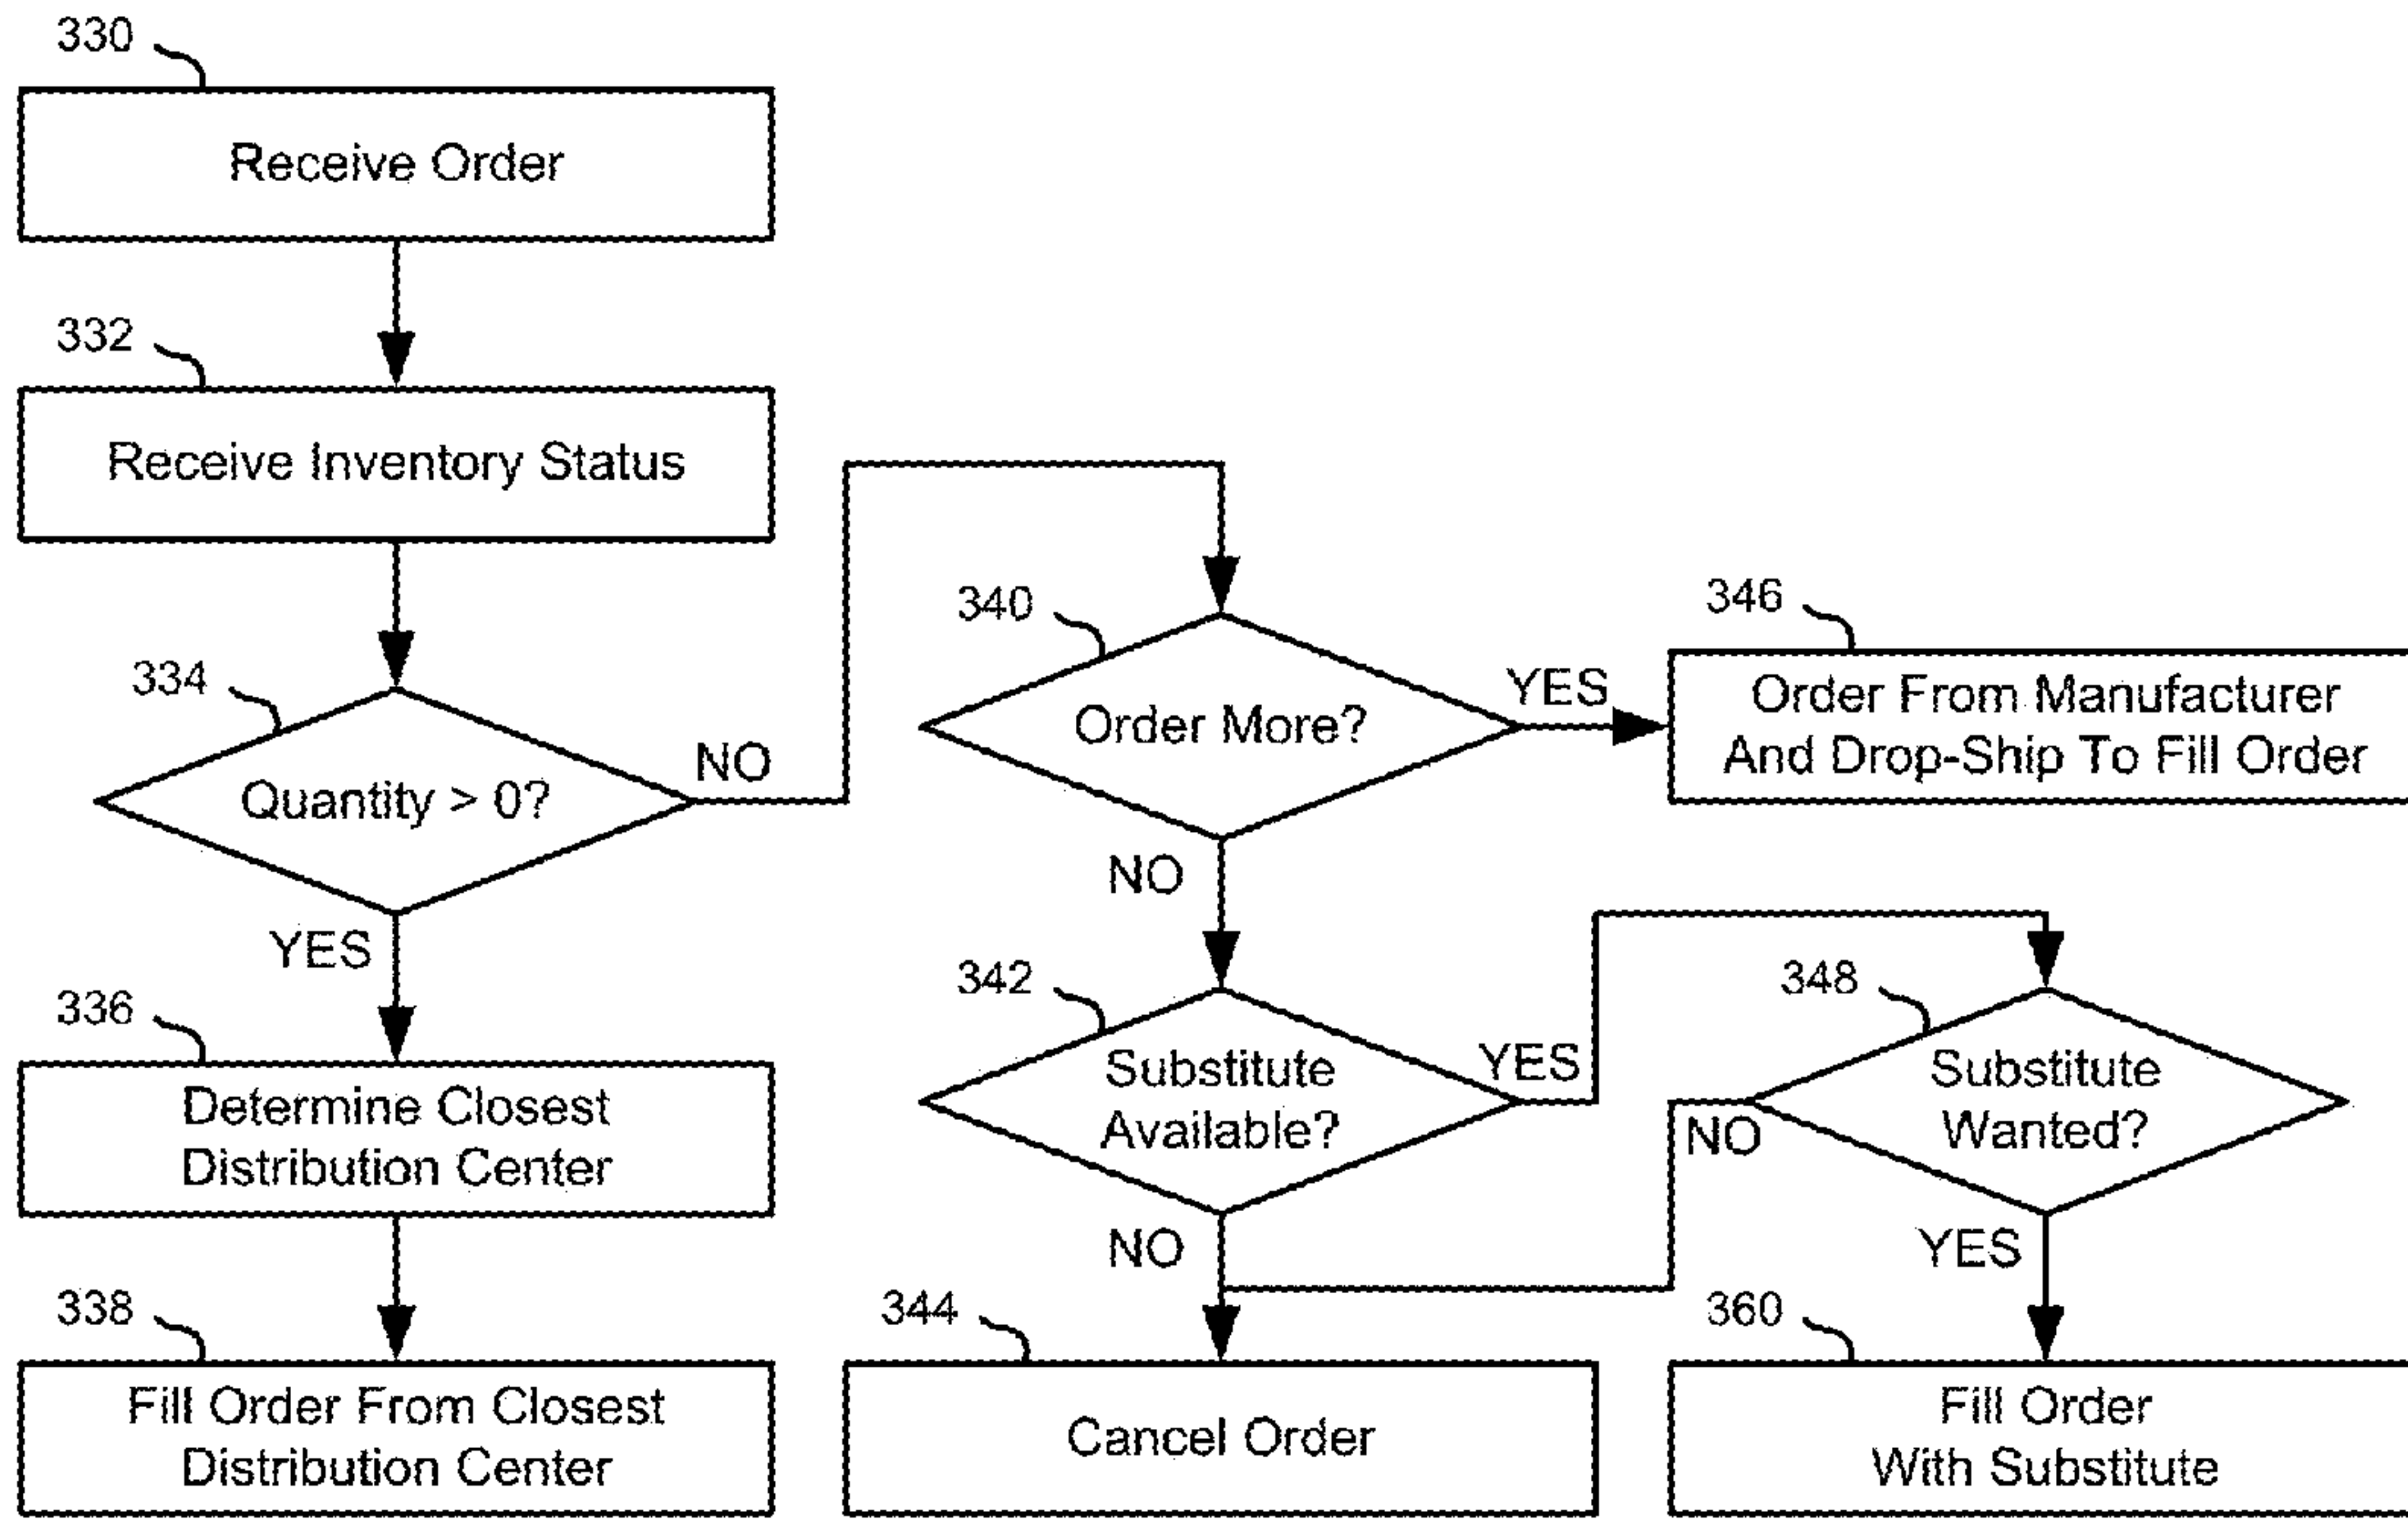 330
Receive Order
332
Receive Inventory Status
334
Quantity > 0?
NO
YES
336
Determine Closest
Distribution Center
338
Fill Order From Closest
Distribution Center
340
Order More?
YES
NO
346
Order From Manufacturer
And Drop-Ship To Fill Order
342
Substitute
Available?
YES
NO
348
Substitute
Wanted?
NO
YES
344
Cancel Order
360
Fill Order
With Substitute